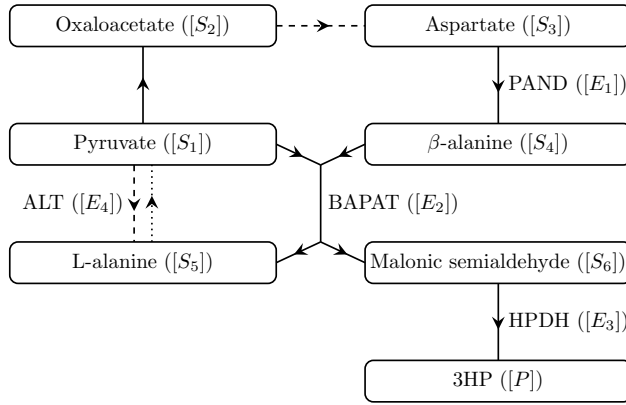 Oxaloacetate ([S₂])
Aspartate ([S₃])
PAND ([E₁])
Pyruvate ([S₁])
β-alanine ([S₄])
ALT ([E₄])
BAPAT ([E₂])
L-alanine ([S₅])
Malonic semialdehyde ([S₆])
HPDH ([E₃])
3HP ([P])